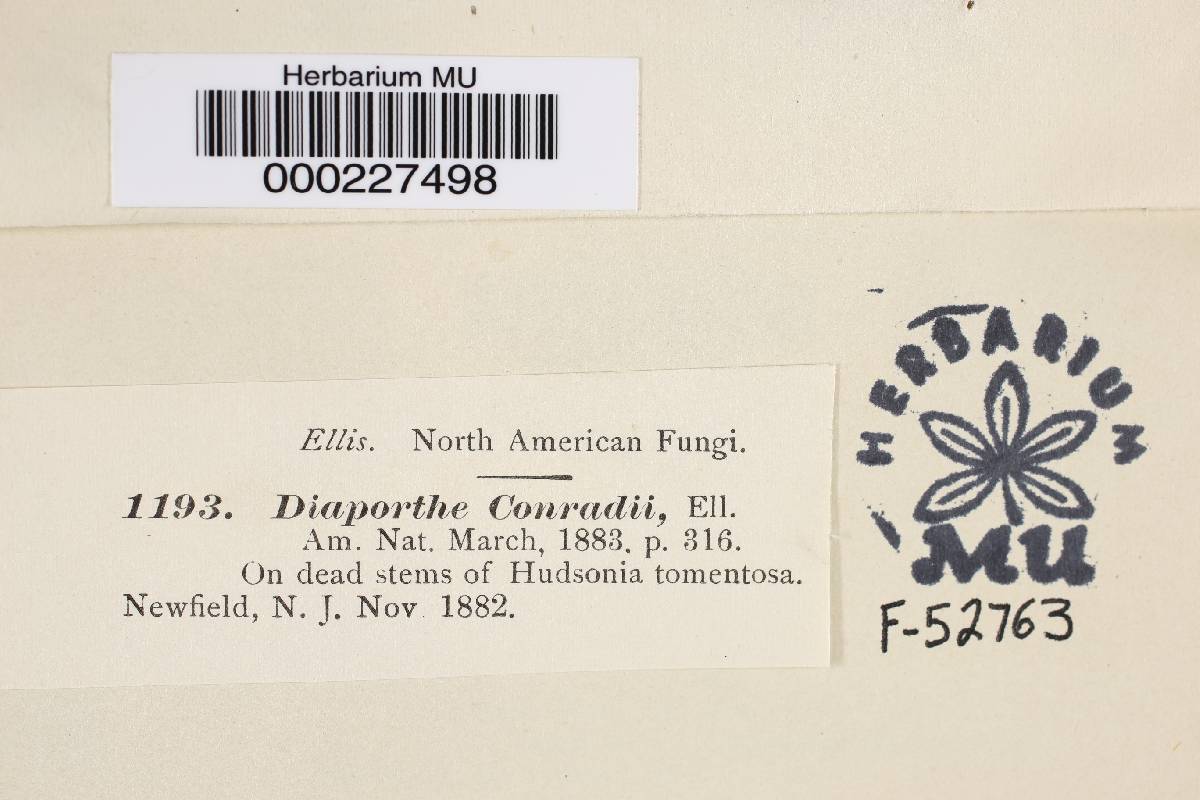 Herbarium MU
000227498
HERBARIUM
MU
F-52763
Ellis. North American Fungi.
1193. Diaporthe Conradii, Ell.
Am. Nat. March, 1883. p. 316.
On dead stems of Hudsonia tomentosa.
Newfield, N. J. Nov 1882.